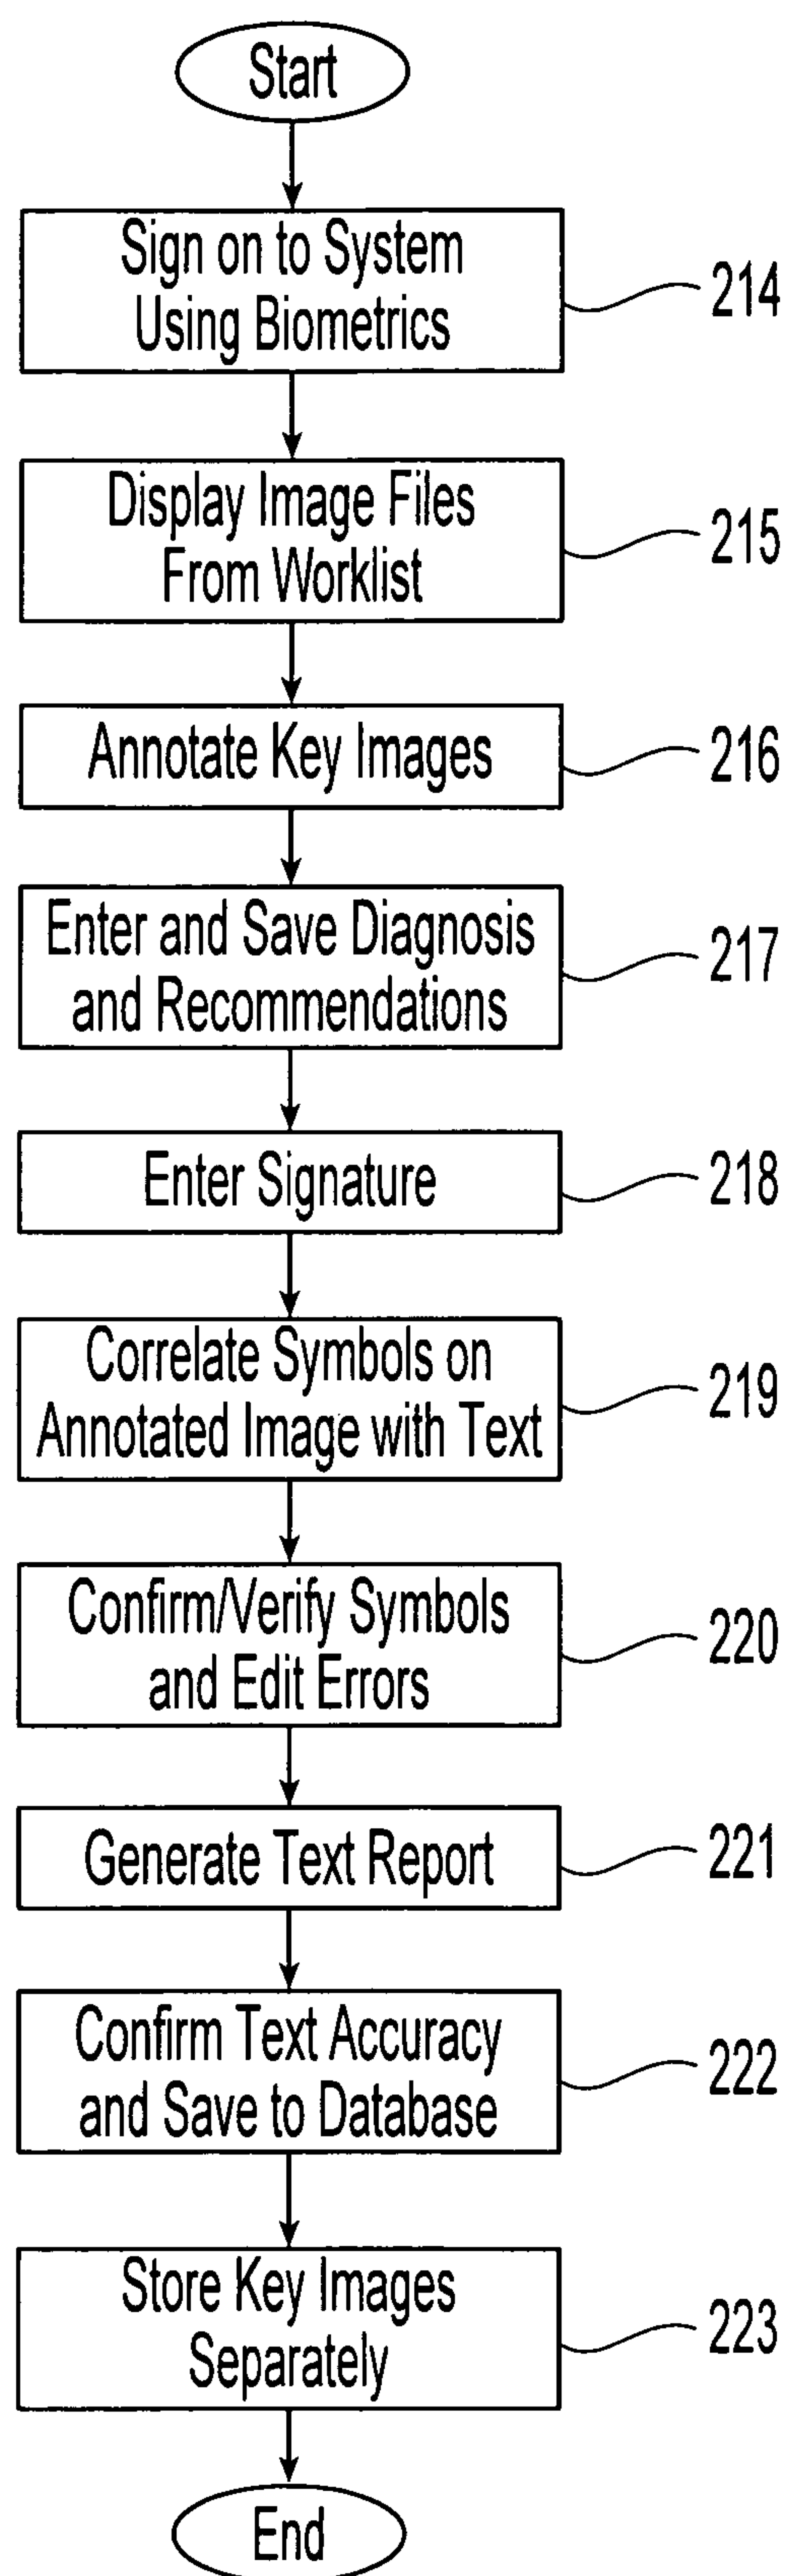 Start
Sign on to System
Using Biometrics
214
Display Image Files
From Worklist
215
Annotate Key Images
216
Enter and Save Diagnosis
and Recommendations
217
Enter Signature
218
Correlate Symbols on
Annotated Image with Text
219
Confirm/Verify Symbols
and Edit Errors
220
Generate Text Report
221
Confirm Text Accuracy
and Save to Database
222
Store Key Images
Separately
223
End